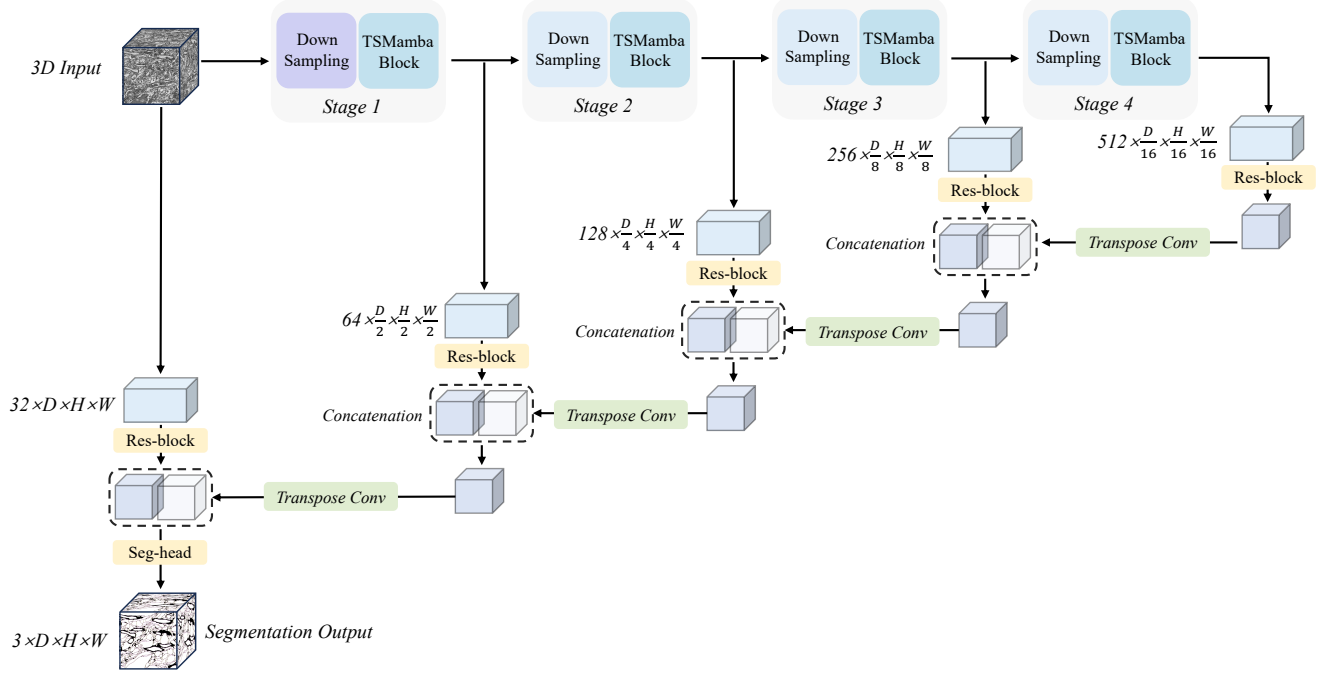 3D Input
Down
Sampling
TSMamba
Block
Stage 1
Down
Sampling
TSMamba
Block
Stage 2
Down
Sampling
TSMamba
Block
Stage 3
Down
Sampling
TSMamba
Block
Stage 4
512×D/16×H/16×W/16
Res-block
256×D/8×H/8×W/8
Res-block
Concatenation
Transpose Conv
128×D/4×H/4×W/4
Res-block
Concatenation
Transpose Conv
64×D/2×H/2×W/2
Res-block
Concatenation
Transpose Conv
32×D×H×W
Res-block
Transpose Conv
Seg-head
3×D×H×W
Segmentation Output